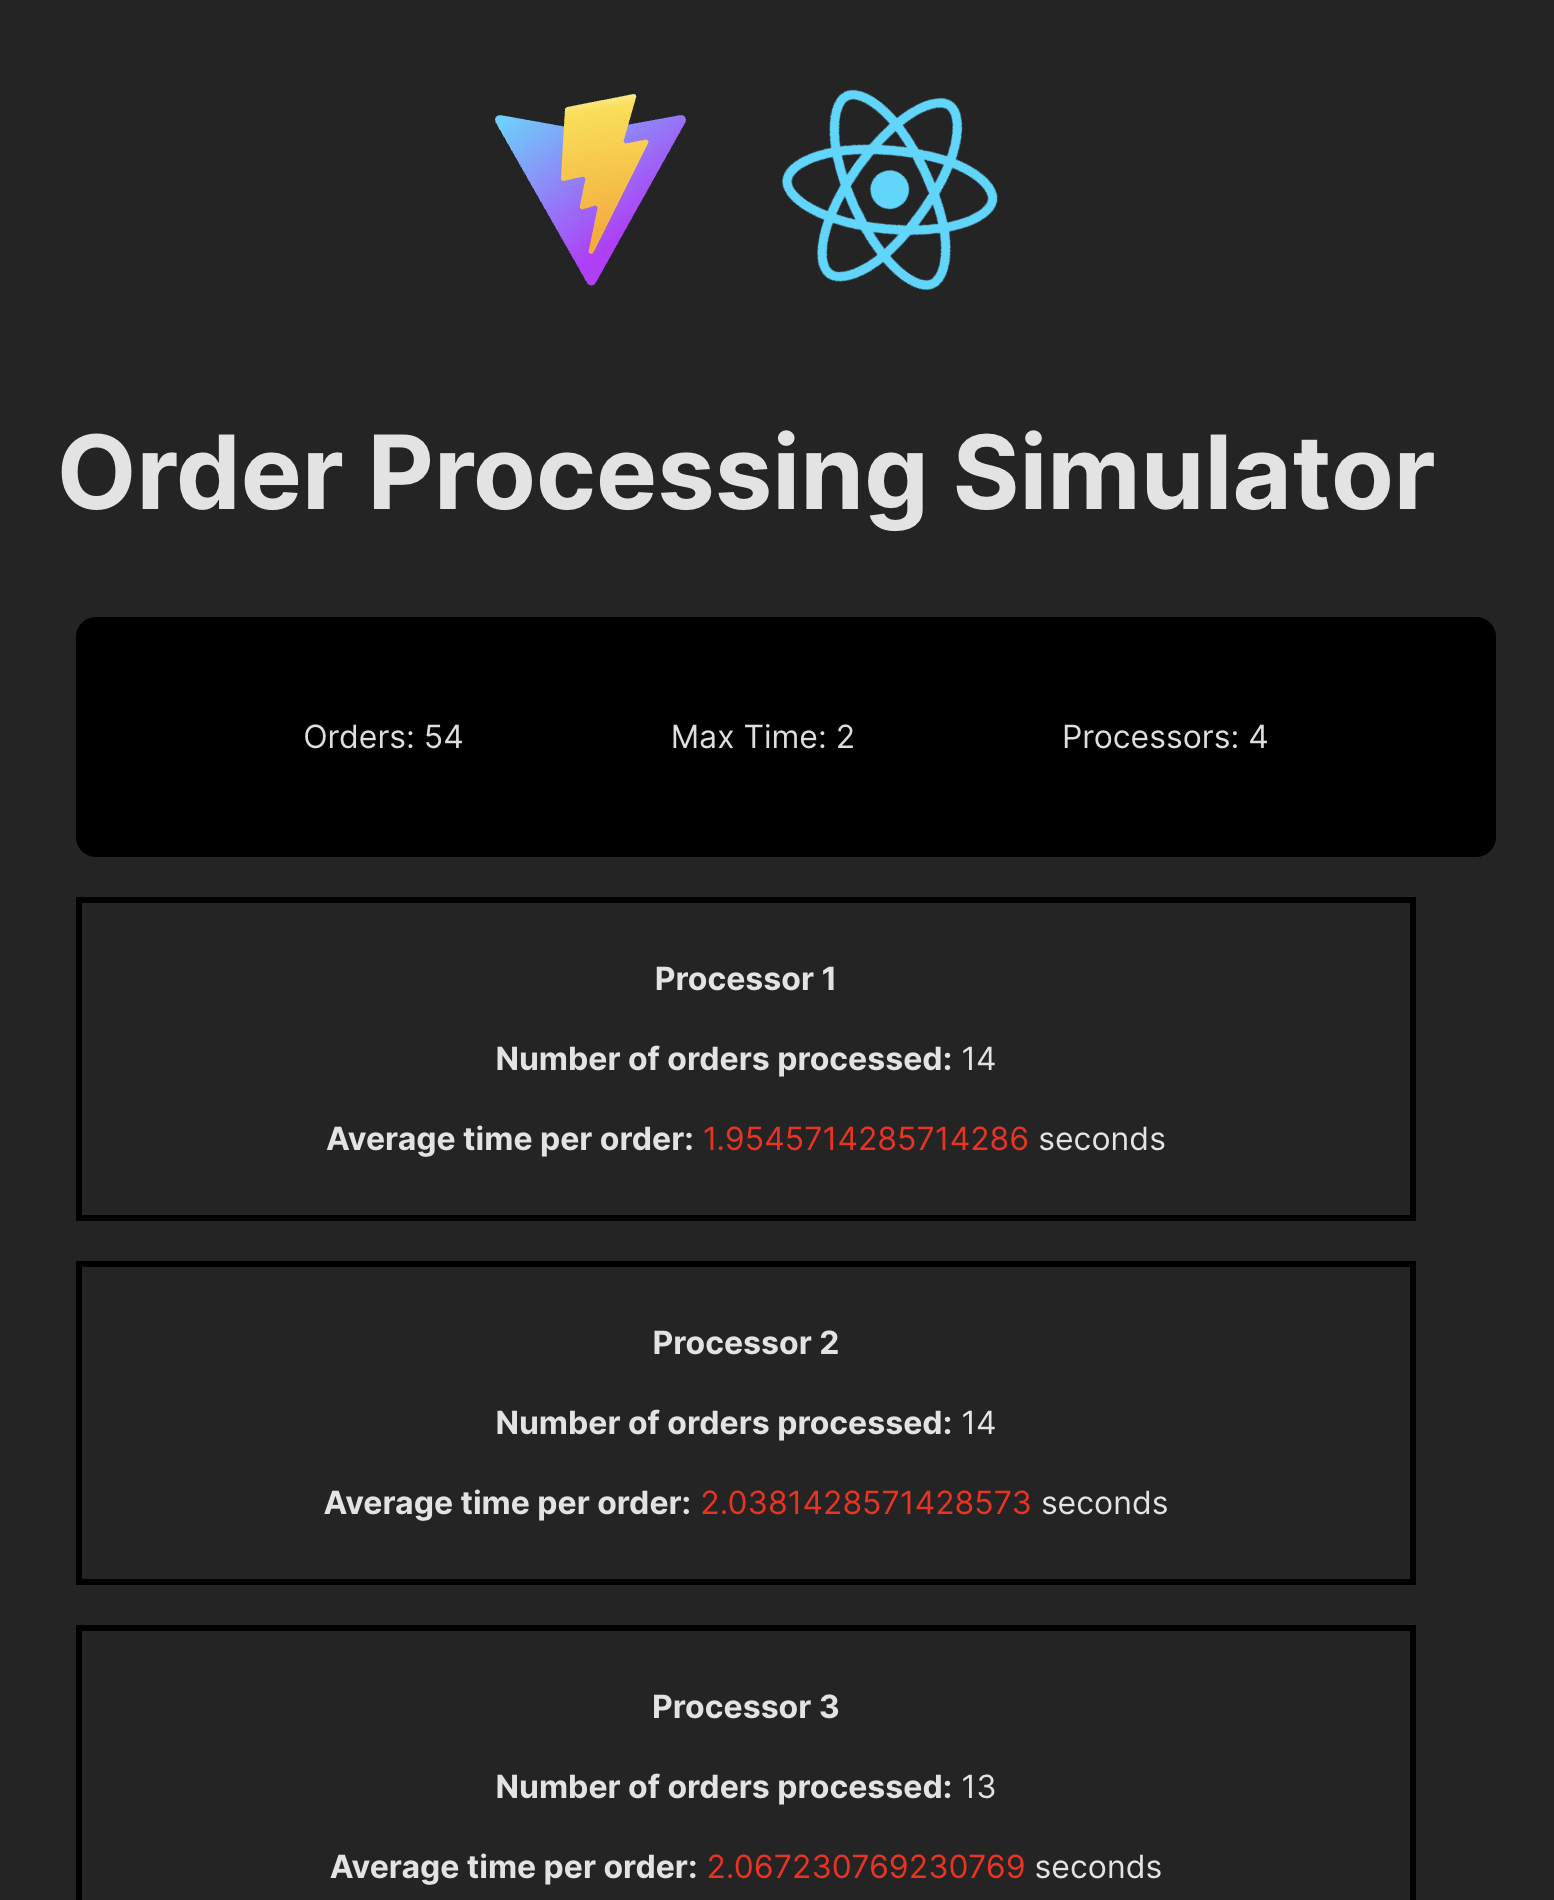 Order Processing Simulator
Orders: 54 Max Time: 2 Processors: 4
Processor 1
Number of orders processed: 14
Average time per order: 1.9545714285714286 seconds
Processor 2
Number of orders processed: 14
Average time per order: 2.0381428571428573 seconds
Processor 3
Number of orders processed: 13
Average time per order: 2.067230769230769 seconds